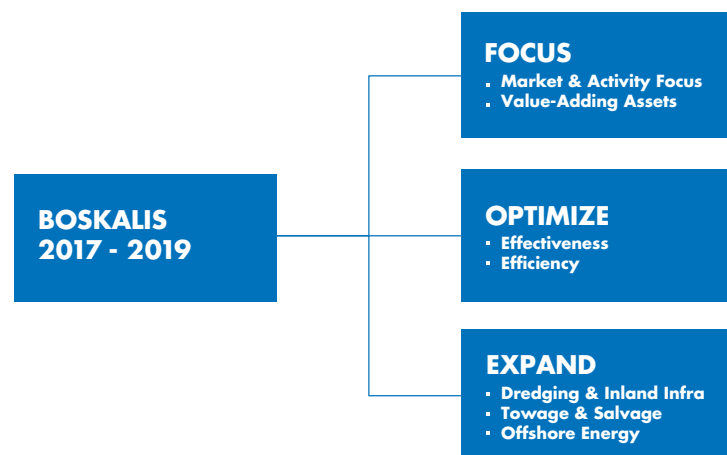 BOSKALIS
2017 - 2019
FOCUS
▪ Market & Activity Focus
▪ Value-Adding Assets
OPTIMIZE
▪ Effectiveness
▪ Efficiency
EXPAND
▪ Dredging & Inland Infra
▪ Towage & Salvage
▪ Offshore Energy